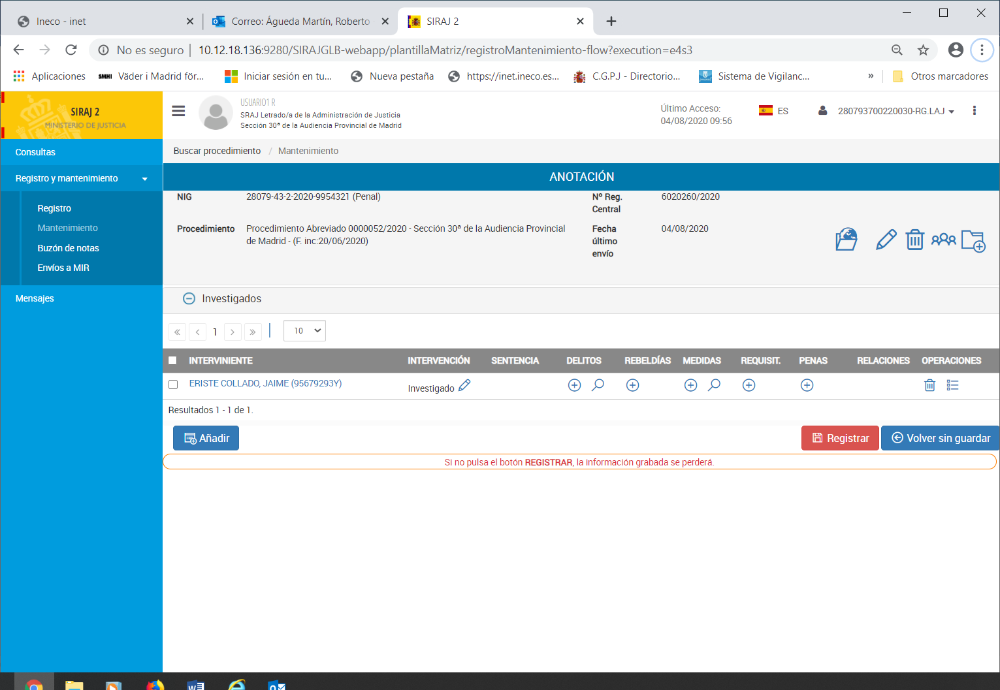 Ineco - inet
Correo: Águeda Martín, Roberto
SIRAJ 2
No es seguro | 10.12.18.136:9280/SIRAJGLB-webapp/plantillaMatriz/registroMantenimiento-flow?execution=e4s3
Aplicaciones
SMHI Väder i Madrid för...
Iniciar sesión en tu...
Nueva pestaña
https://inet.ineco.es...
C.G.P.J - Directorio...
Sistema de Vigilanc...
»
Otros marcadores
SIRAJ 2
MINISTERIO DE JUSTICIA
USUARIO1 R
SRAJ Letrado/a de la Administración de Justicia
Sección 30ª de la Audiencia Provincial de Madrid
Último Acceso:
04/08/2020 09:56
ES
280793700220030-RG.LAJ
Consultas
Registro y mantenimiento
Registro
Mantenimiento
Buzón de notas
Envíos a MIR
Mensajes
Buscar procedimiento / Mantenimiento
ANOTACIÓN
NIG 28079-43-2-2020-9954321 (Penal)
Nº Reg.
Central
6020260/2020
Procedimiento Procedimiento Abreviado 0000052/2020 - Sección 30ª de la Audiencia Provincial
de Madrid - (F. inc:20/06/2020)
Fecha
último
envío
04/08/2020
Investigados
« ‹ 1 › » 10
INTERVINIENTE INTERVENCIÓN SENTENCIA DELITOS REBELDÍAS MEDIDAS REQUISIT. PENAS RELACIONES OPERACIONES
ERISTE COLLADO, JAIME (95679293Y) Investigado
Resultados 1 - 1 de 1.
Añadir
Registrar
Volver sin guardar
Si no pulsa el botón REGISTRAR, la información grabada se perderá.